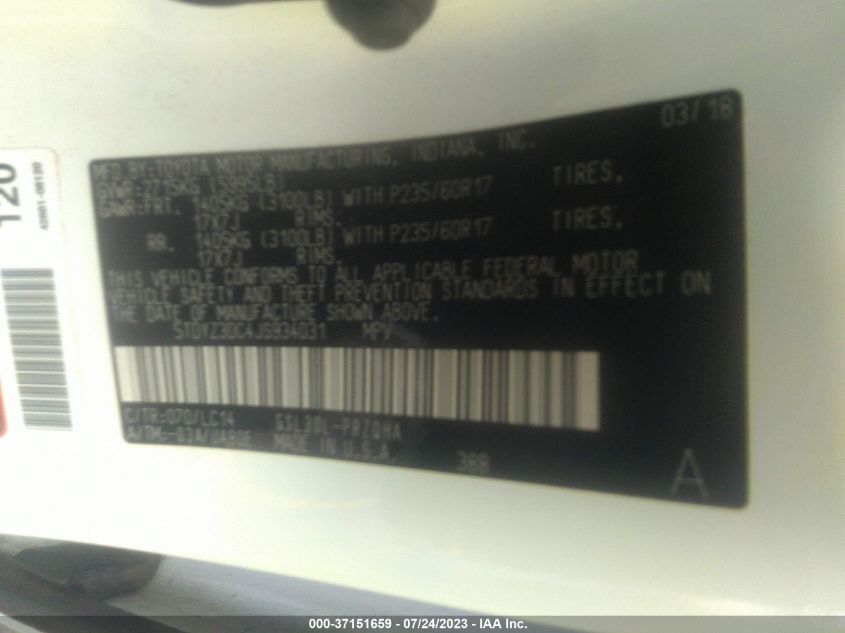 03/18
MFD.BY:TOYOTA MOTOR MANUFACTURING, INDIANA, INC.
GVWR:2715KG (5995LB)
GAWR:FRT. 1405KG (3100LB) WITH P235/60R17 TIRES,
17X7J RIMS.
RR. 1405KG (3100LB) WITH P235/60R17 TIRES,
17X7J RIMS.
THIS VEHICLE CONFORMS TO ALL APPLICABLE FEDERAL MOTOR
VEHICLE SAFETY AND THEFT PREVENTION STANDARDS IN EFFECT ON
THE DATE OF MANUFACTURE SHOWN ABOVE.
5TDYZ3DC4JS934031 MPV
C/TR:070/LC14
MADE IN U.S.A.
A
120
000-37151659 - 07/24/2023 - IAA Inc.